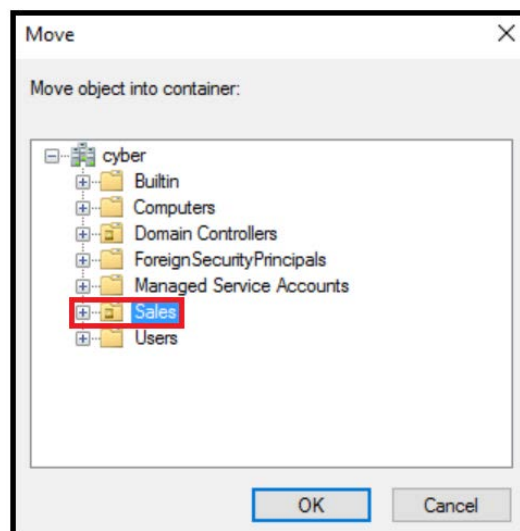 Move
Move object into container:
cyber
Builtin
Computers
Domain Controllers
ForeignSecurityPrincipals
Managed Service Accounts
Sales
Users
OK Cancel